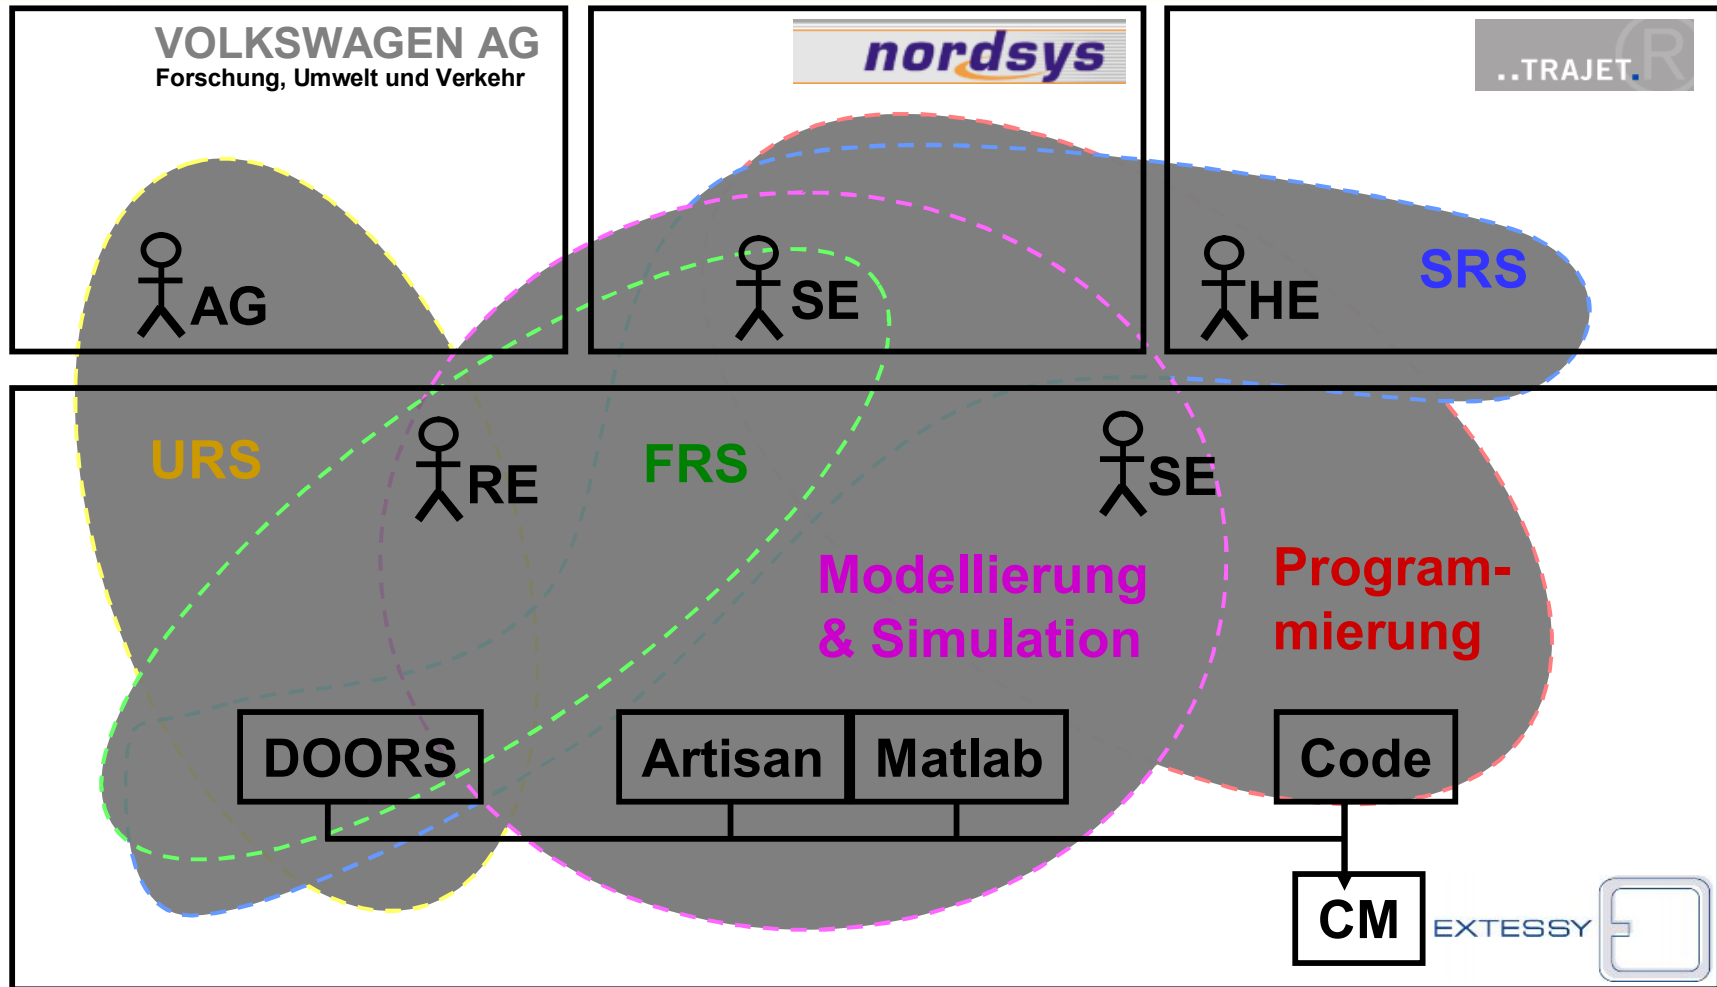 VOLKSWAGEN AG
Forschung, Umwelt und Verkehr
nordsys
..TRAJET.
R
AG
SE
HE
SRS
URS
RE
FRS
SE
Modellierung
& Simulation
Program-
mierung
DOORS
Artisan
Matlab
Code
CM
EXTESSY